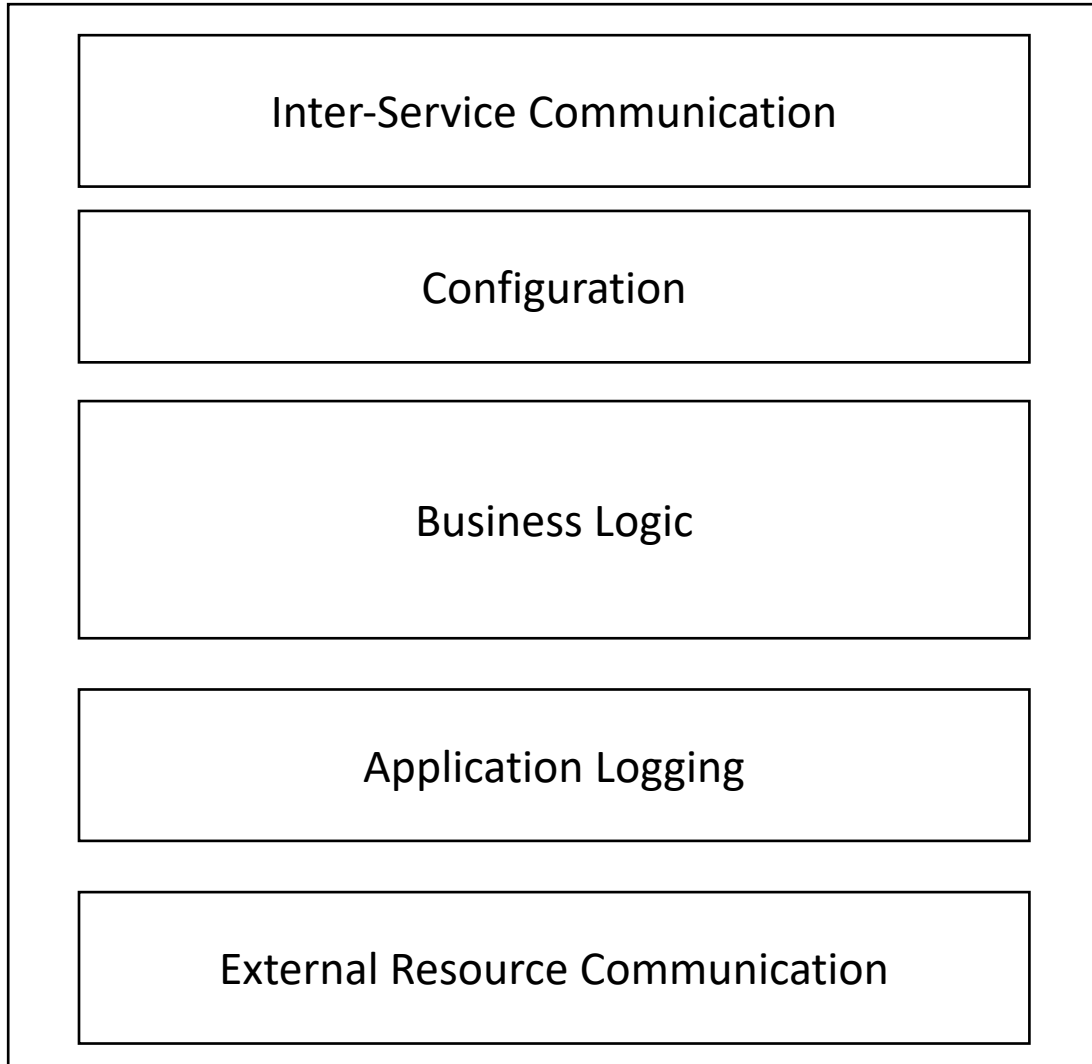 Inter-Service Communication
Configuration
Business Logic
Application Logging
External Resource Communication